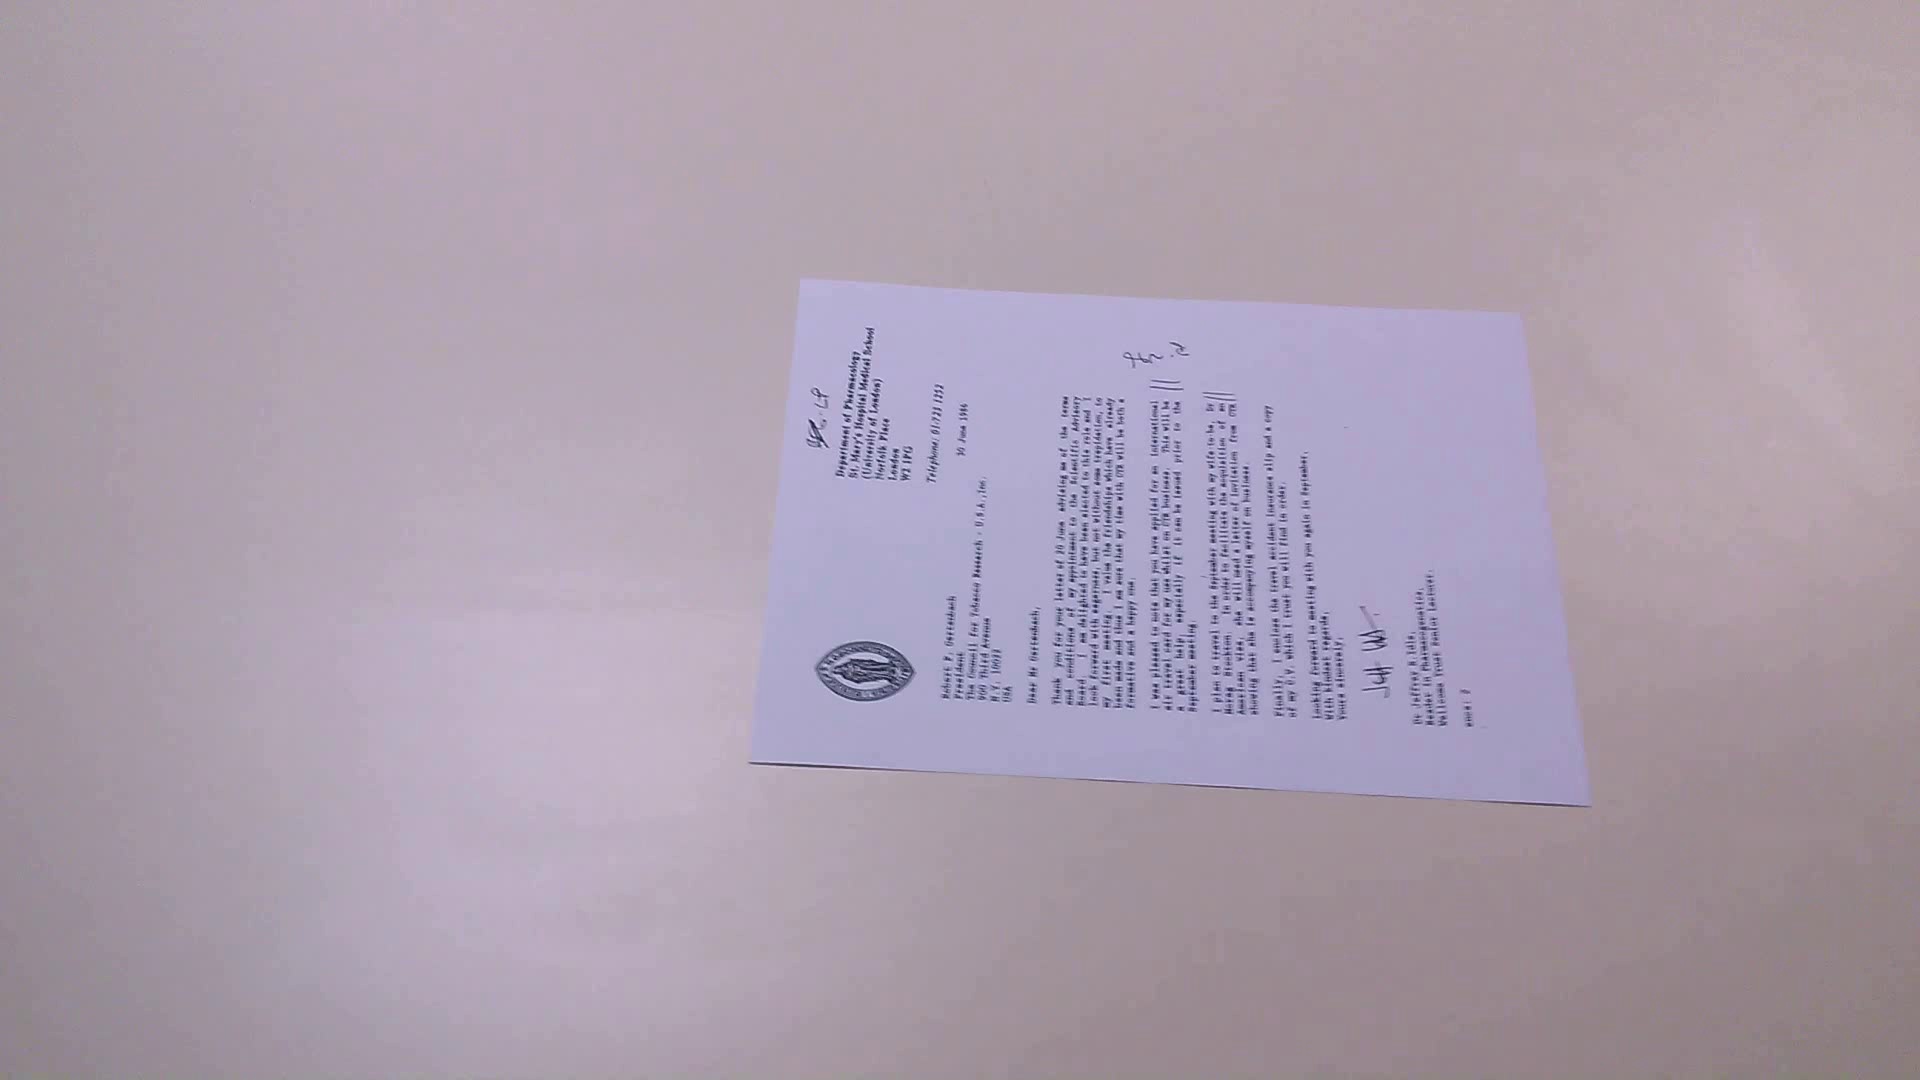 Department of Pharmacology
St. Mary's Hospital Medical School
(University of London)
Norfolk Place
London
W2 1PG
Telephone: 01-723 1252
30 June 1986
Robert F. Gertenbach
President
The Council for Tobacco Research - U.S.A., Inc.
900 Third Avenue
N.Y. 10022
USA
Dear Mr Gertenbach,
Thank you for your letter of 20 June advising me of the terms
and conditions of my appointment to the Scientific Advisory
Board. I am delighted to have been elected to this role and I
look forward with eagerness, but not without some trepidation, to
my first meeting. I value the friendships which have already
been made and thus I am sure that my time with CTR will be both a
formative and a happy one.
I was pleased to note that you have applied for an International
air travel card for my use whilst on CTR business. This will be
a great help, especially if it can be issued prior to the
September meeting.
I plan to travel to the September meeting with my wife-to-be, Dr
In order to facilitate the acquisition of an
American visa, she will need a letter of invitation from CTR
showing that she is accompanying myself on business.
Finally, I enclose the travel accident insurance slip and a copy
of my C.V. which I trust you will find in order.
Looking forward to meeting with you again in September.
With kindest regards,
Yours sincerely,
Dr Jeffrey R Idle,
Reader in Pharmacogenetics,
Wellcome Trust Senior Lecturer.
encs: 2